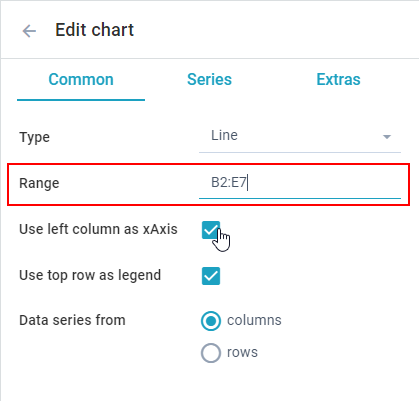 Edit chart
Common Series Extras
Type Line
Range B2:E7
Use left column as xAxis
Use top row as legend
Data series from columns
rows